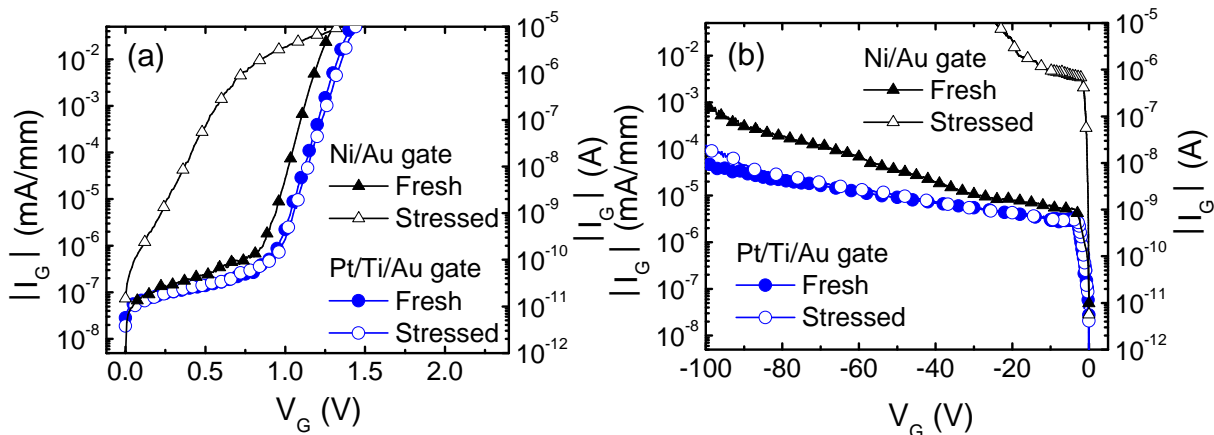 (a)
10^-2
10^-3
10^-4
10^-5
10^-6
10^-7
10^-8
|I_G| (mA/mm)
Ni/Au gate
Fresh
Stressed
Pt/Ti/Au gate
Fresh
Stressed
10^-5
10^-6
10^-7
10^-8
10^-9
10^-10
10^-11
10^-12
|I_G| (A)
0.0 0.5 1.0 1.5 2.0
V_G (V)
(b)
10^-2
10^-3
10^-4
10^-5
10^-6
10^-7
10^-8
|I_G| (mA/mm)
Ni/Au gate
Fresh
Stressed
Pt/Ti/Au gate
Fresh
Stressed
10^-5
10^-6
10^-7
10^-8
10^-9
10^-10
10^-11
10^-12
|I_G| (A)
-100 -80 -60 -40 -20 0
V_G (V)